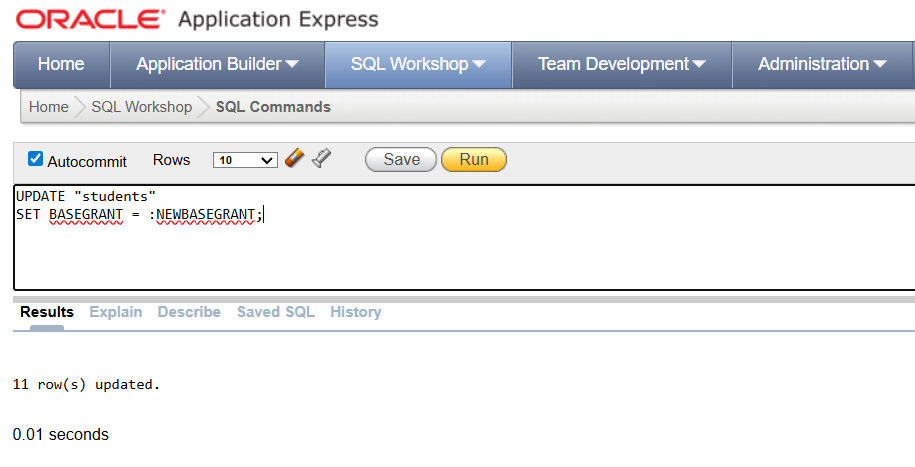 ORACLE® Application Express
Home Application Builder SQL Workshop Team Development Administration
Home SQL Workshop SQL Commands
Autocommit Rows 10 Save Run
UPDATE "students"
SET BASEGRANT = :NEWBASEGRANT;
Results Explain Describe Saved SQL History
11 row(s) updated.
0.01 seconds